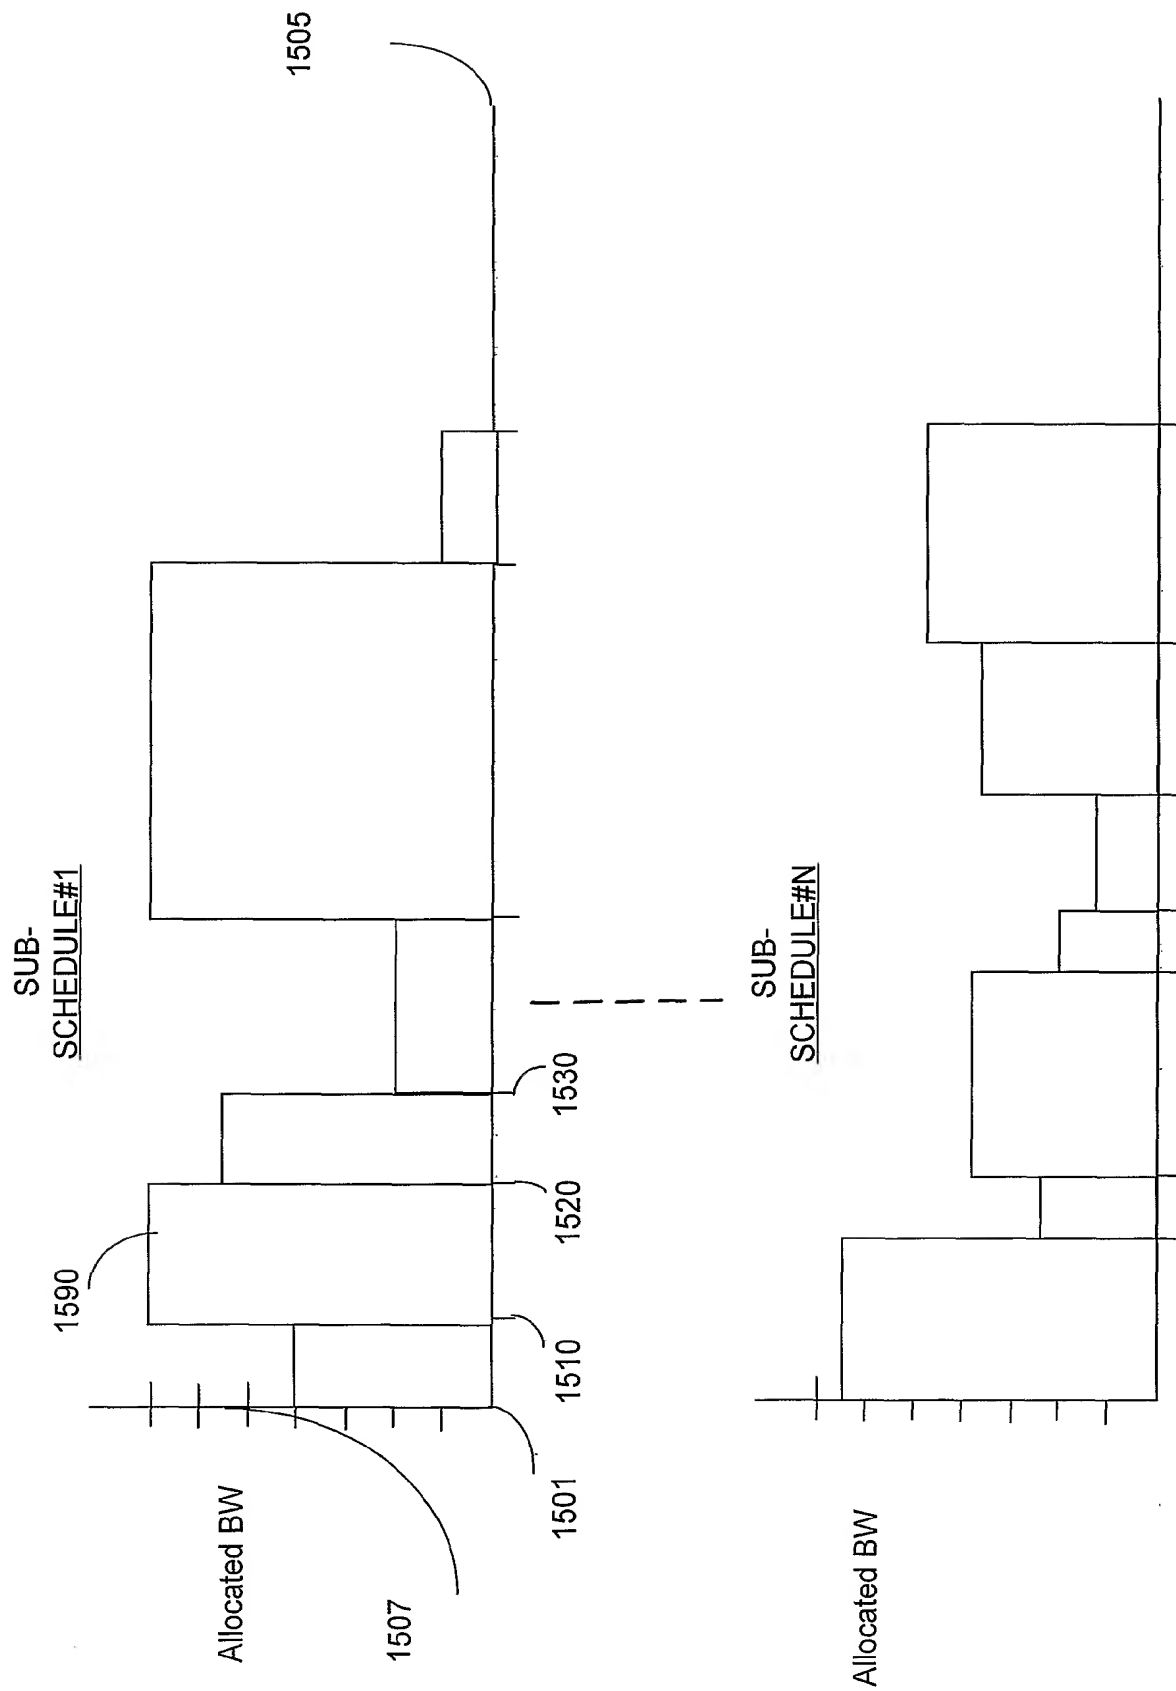 SUB-
SCHEDULE#1
1505
1590
Allocated BW
1507
1501
1510
1520
1530
SUB-
SCHEDULE#N
Allocated BW